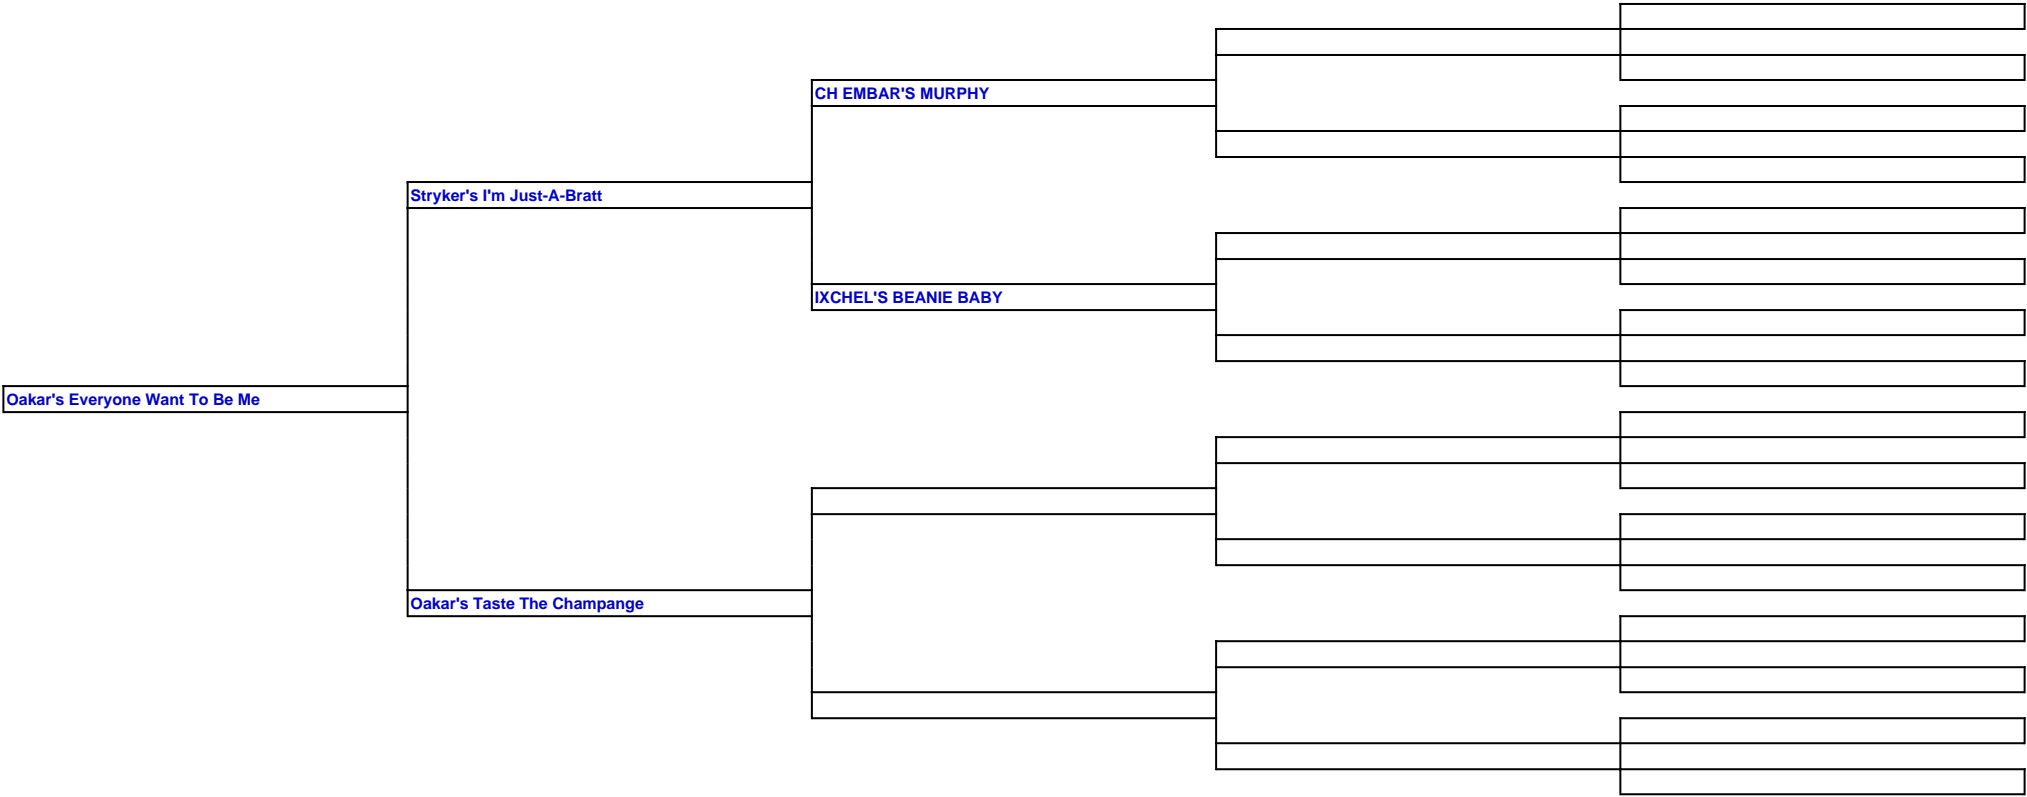 CH EMBAR'S MURPHY
Stryker's I'm Just-A-Bratt
IXCHEL'S BEANIE BABY
Oakar's Everyone Want To Be Me
Oakar's Taste The Champange